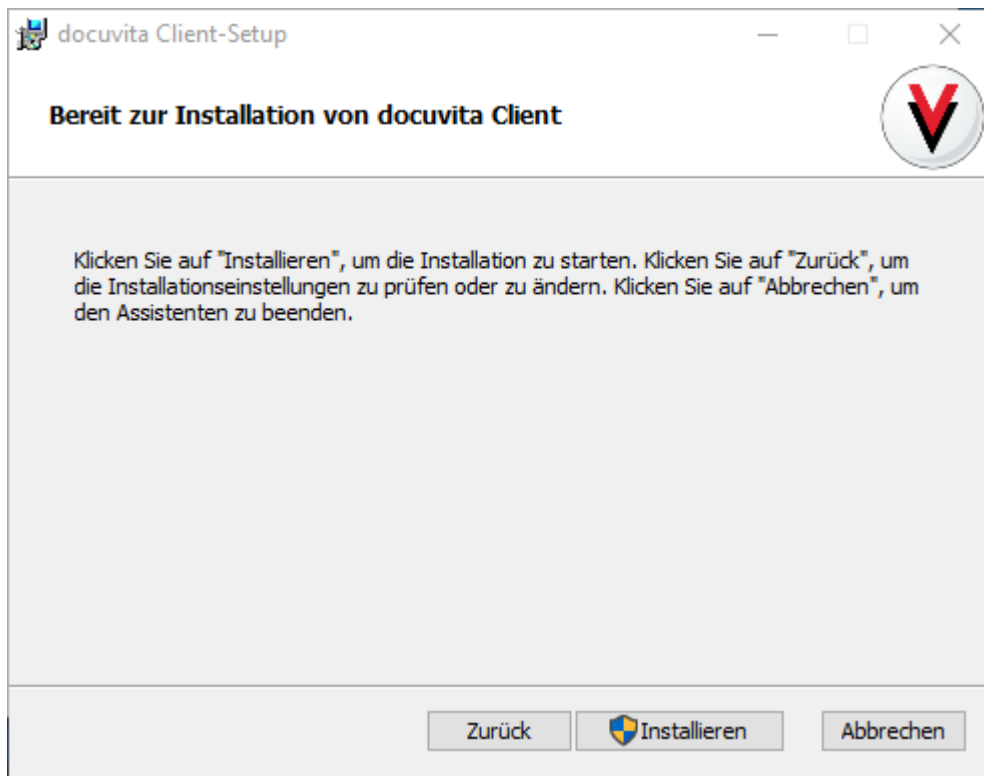 docuvita Client-Setup
Bereit zur Installation von docuvita Client
Klicken Sie auf "Installieren", um die Installation zu starten. Klicken Sie auf "Zurück", um
die Installationseinstellungen zu prüfen oder zu ändern. Klicken Sie auf "Abbrechen", um
den Assistenten zu beenden.
Zurück
Installieren
Abbrechen